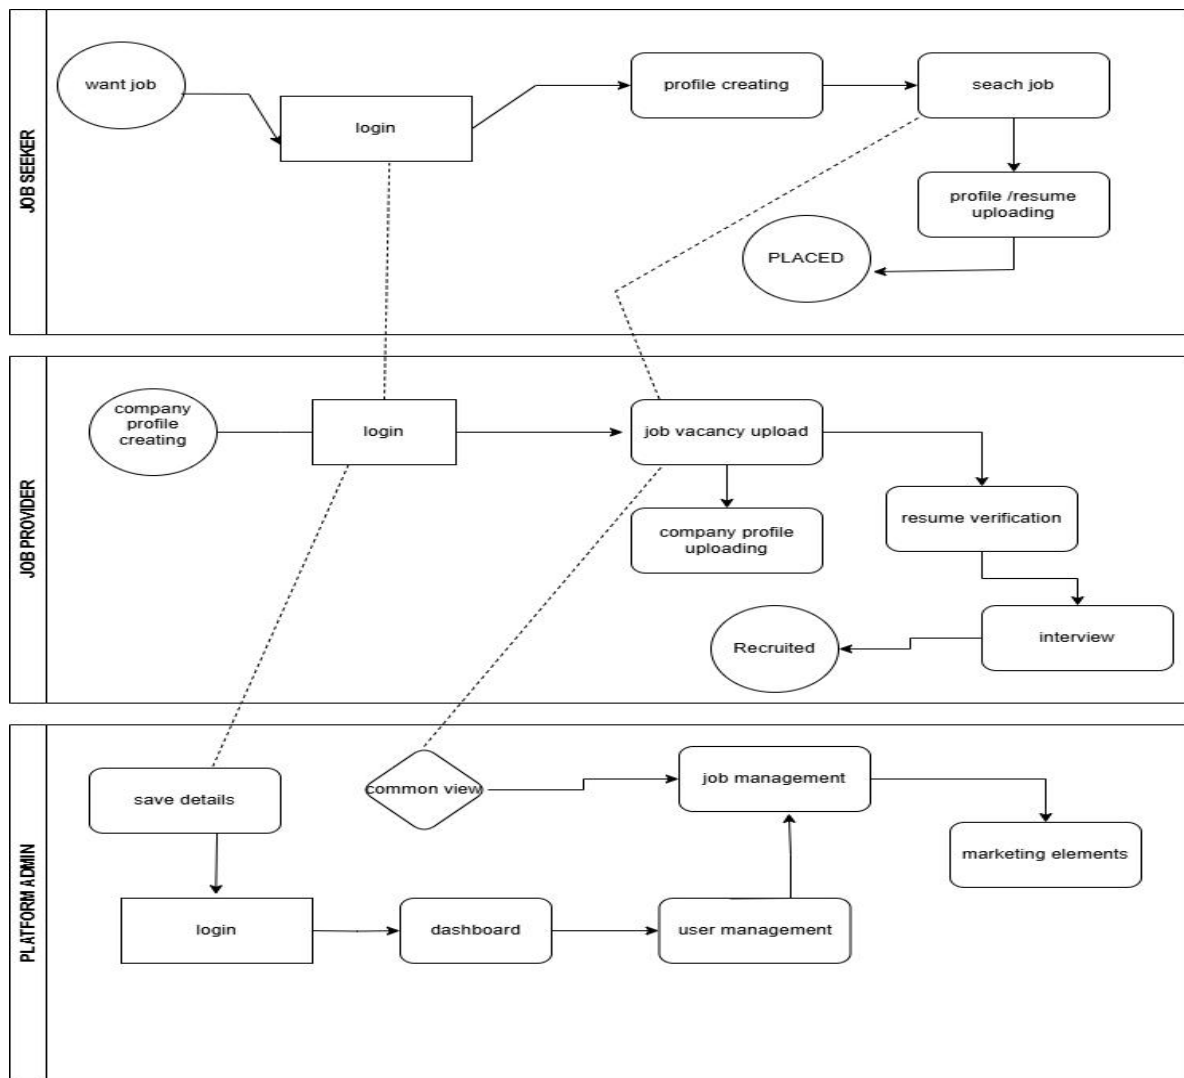 JOB SEEKER
want job
login
profile creating
seach job
profile /resume
uploading
PLACED
JOB PROVIDER
company
profile
creating
login
job vacancy upload
company profile
uploading
resume verification
interview
Recruited
PLATFORM ADMIN
save details
common view
job management
marketing elements
login
dashboard
user management